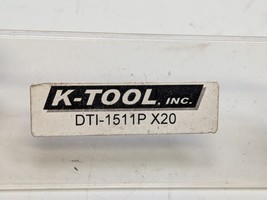 K-TOOL, INC.
DTI-1511P X20